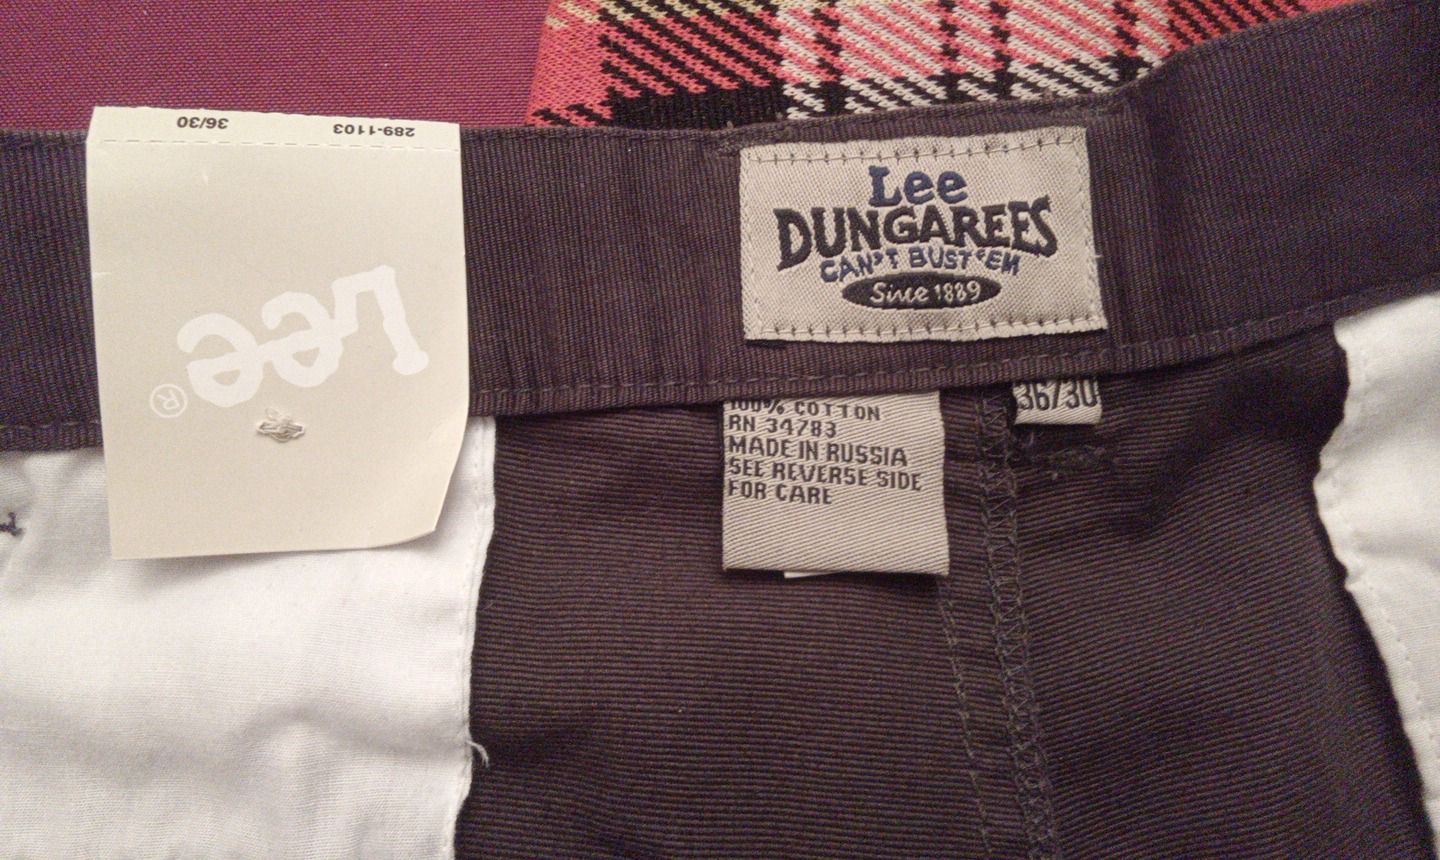 289-1103 36/30
Lee®
Lee
DUNGAREES
CAN'T BUST 'EM
Since 1889
100% COTTON
RN 34783
MADE IN RUSSIA
SEE REVERSE SIDE
FOR CARE
36/30